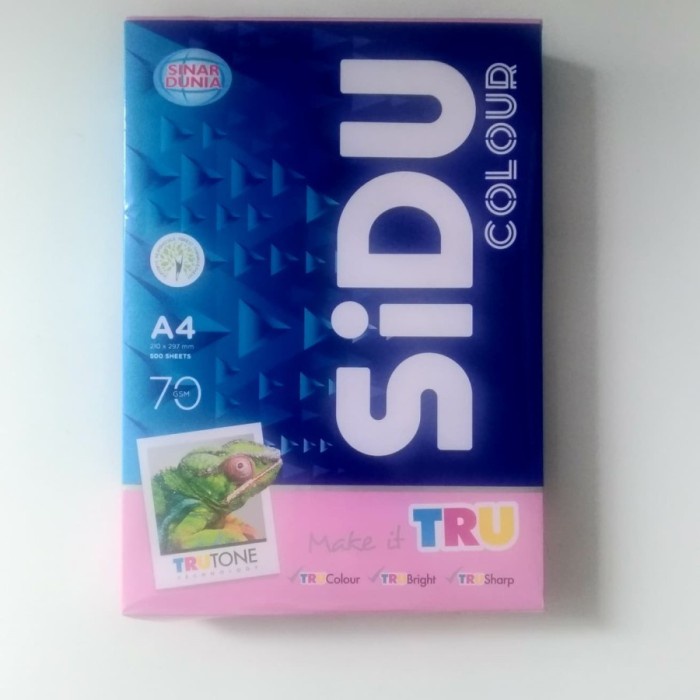 SINAR
DUNIA
SiDU
COLOUR
A4
210 x 297 mm
500 SHEETS
70
GSM
TRUTONE
TECHNOLOGY
Make it TRU
TRUColour TRUBright TRUSharp